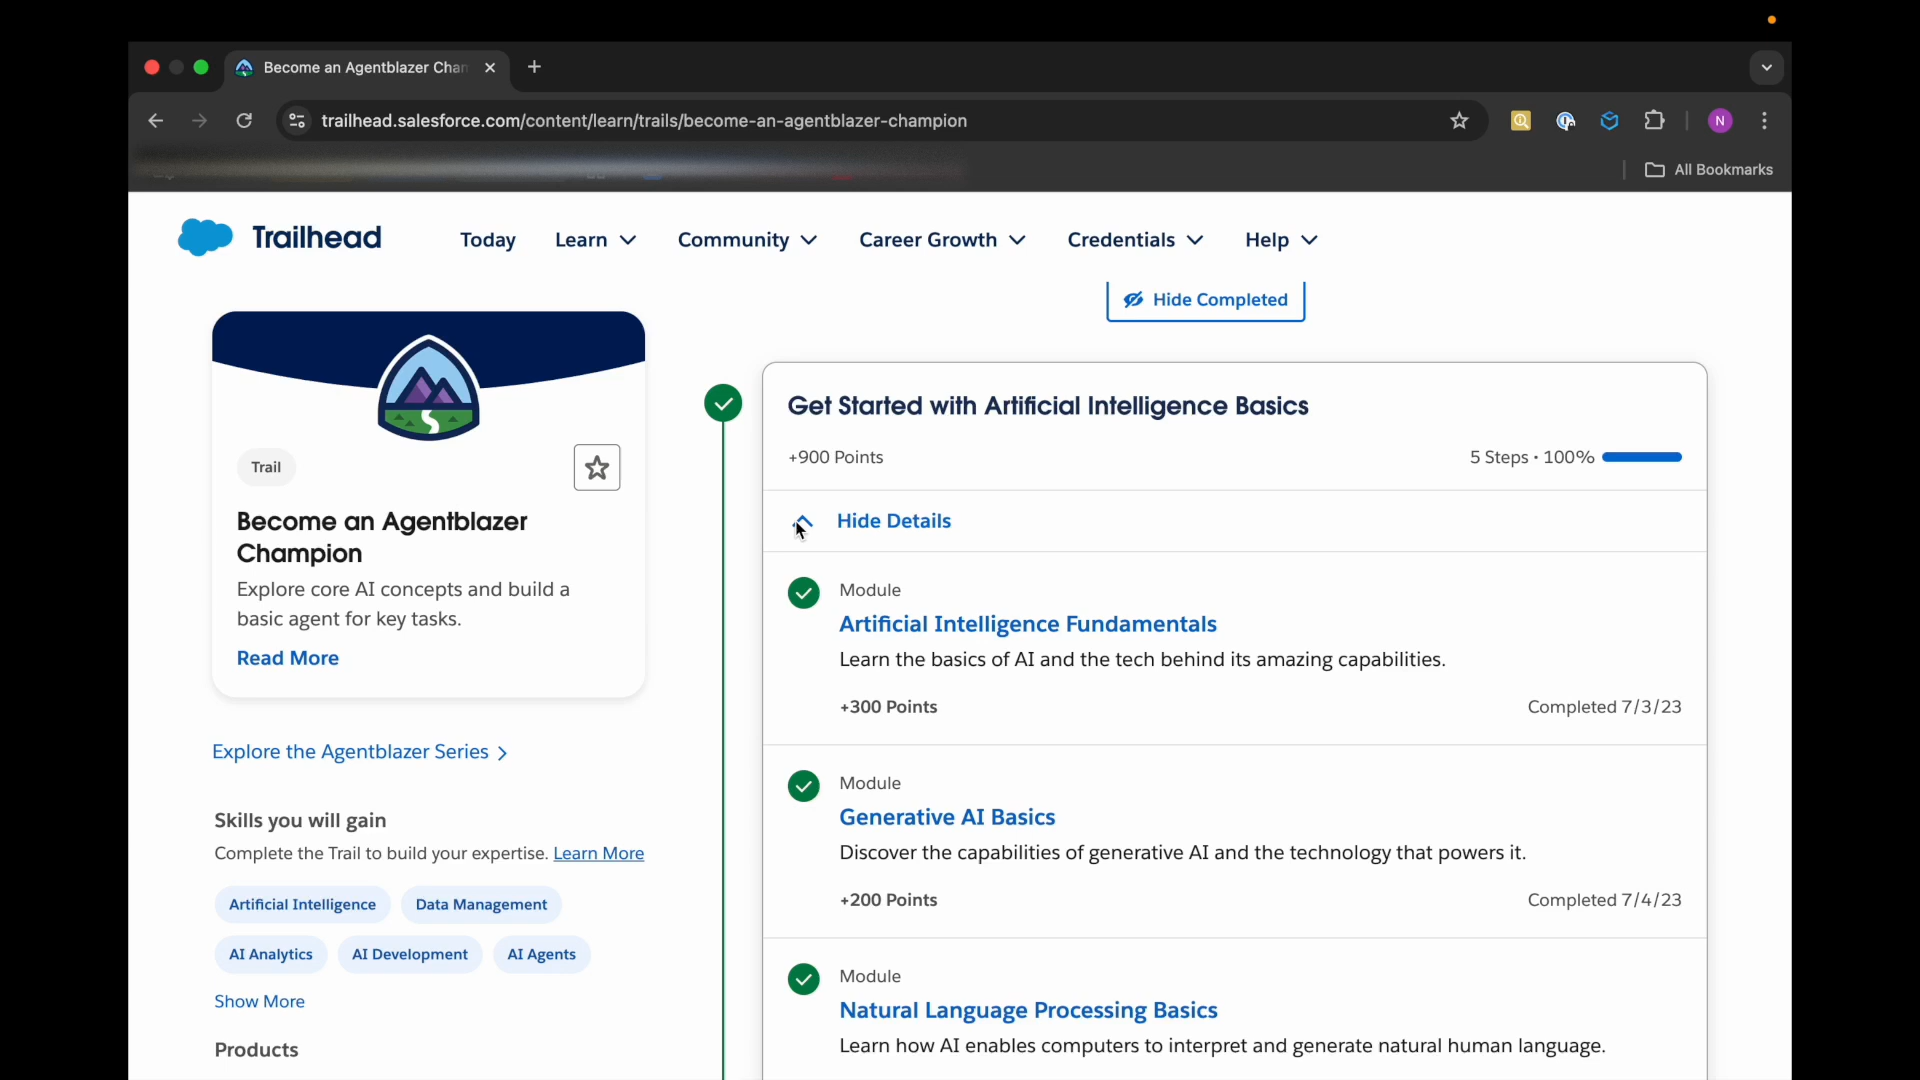 Become an Agentblazer Cha
trailhead.salesforce.com/content/learn/trails/become-an-agentblazer-champion
N
All Bookmarks
Trailhead
Today
Learn
Community
Career Growth
Credentials
Help
Hide Completed
Trail
Become an Agentblazer
Champion
Explore core AI concepts and build a
basic agent for key tasks.
Read More
Explore the Agentblazer Series
Skills you will gain
Complete the Trail to build your expertise. Learn More
Artificial Intelligence
Data Management
AI Analytics
AI Development
AI Agents
Show More
Products
Get Started with Artificial Intelligence Basics
+900 Points
5 Steps • 100%
Hide Details
Module
Artificial Intelligence Fundamentals
Learn the basics of AI and the tech behind its amazing capabilities.
+300 Points
Completed 7/3/23
Module
Generative AI Basics
Discover the capabilities of generative AI and the technology that powers it.
+200 Points
Completed 7/4/23
Module
Natural Language Processing Basics
Learn how AI enables computers to interpret and generate natural human language.